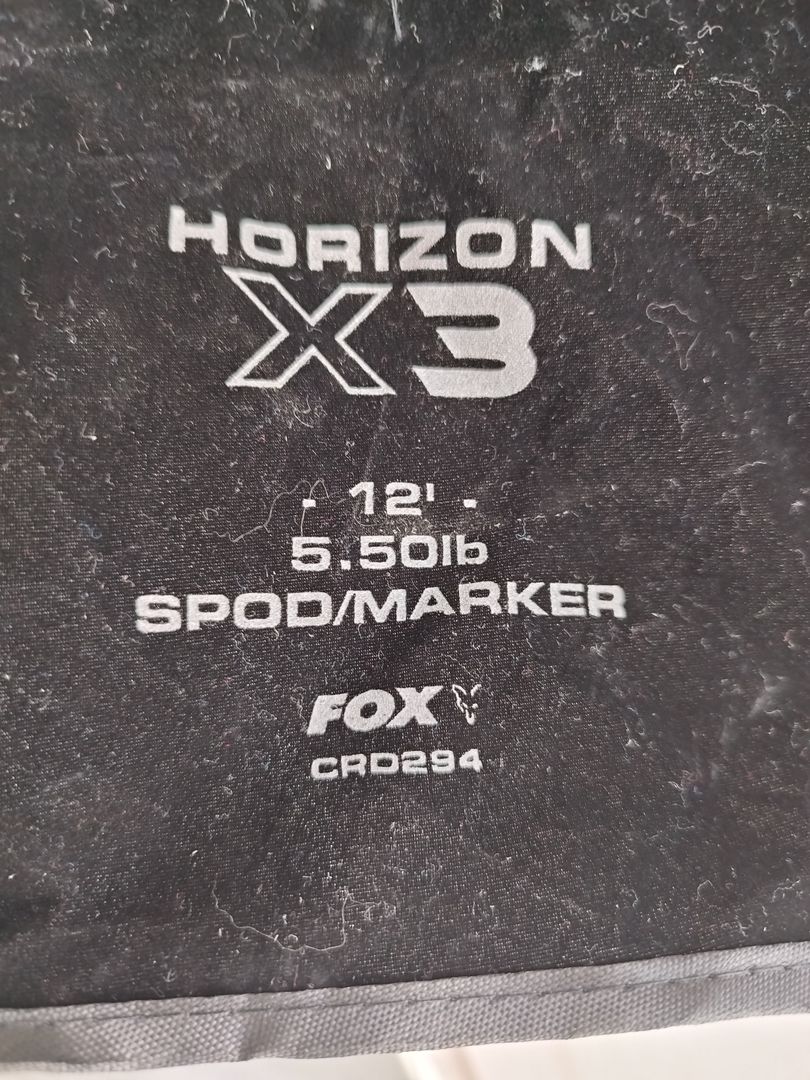 HORIZON
X3
- 12' -
5.50lb
SPOD/MARKER
FOX
CRD294